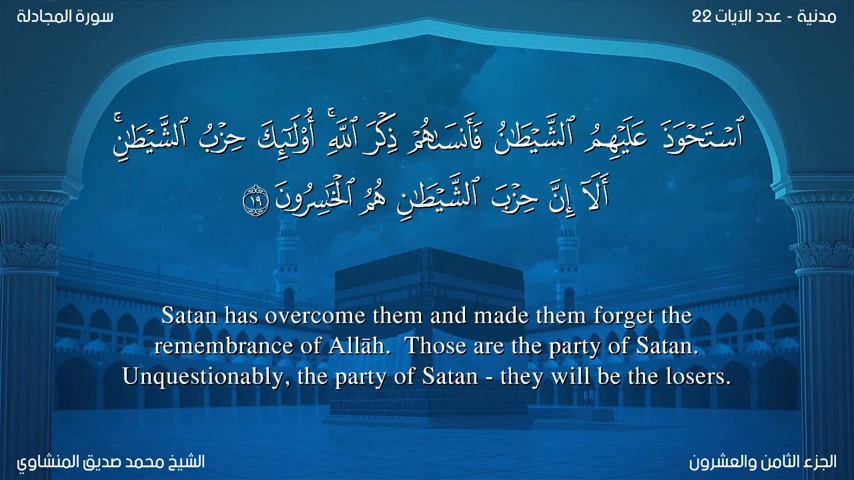 سورة المجادلة
مدنية - عدد الآيات 22
ٱسْتَحْوَذَ عَلَيْهِمُ ٱلشَّيْطَـٰنُ فَأَنسَىٰهُمْ ذِكْرَ ٱللَّهِ ۚ أُو۟لَـٰٓئِكَ حِزْبُ ٱلشَّيْطَـٰنِ ۚ
أَلَآ إِنَّ حِزْبَ ٱلشَّيْطَـٰنِ هُمُ ٱلْخَـٰسِرُونَ ١٩
Satan has overcome them and made them forget the
remembrance of Allāh.  Those are the party of Satan.
Unquestionably, the party of Satan - they will be the losers.
الشيخ محمد صديق المنشاوي
الجزء الثامن والعشرون